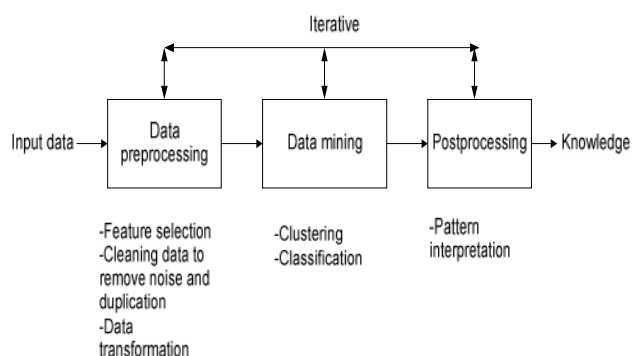 Iterative
Input data
Data
preprocessing
Data mining
Postprocessing
Knowledge
-Feature selection
-Cleaning data to
remove noise and
duplication
-Data
transformation
-Clustering
-Classification
-Pattern
interpretation